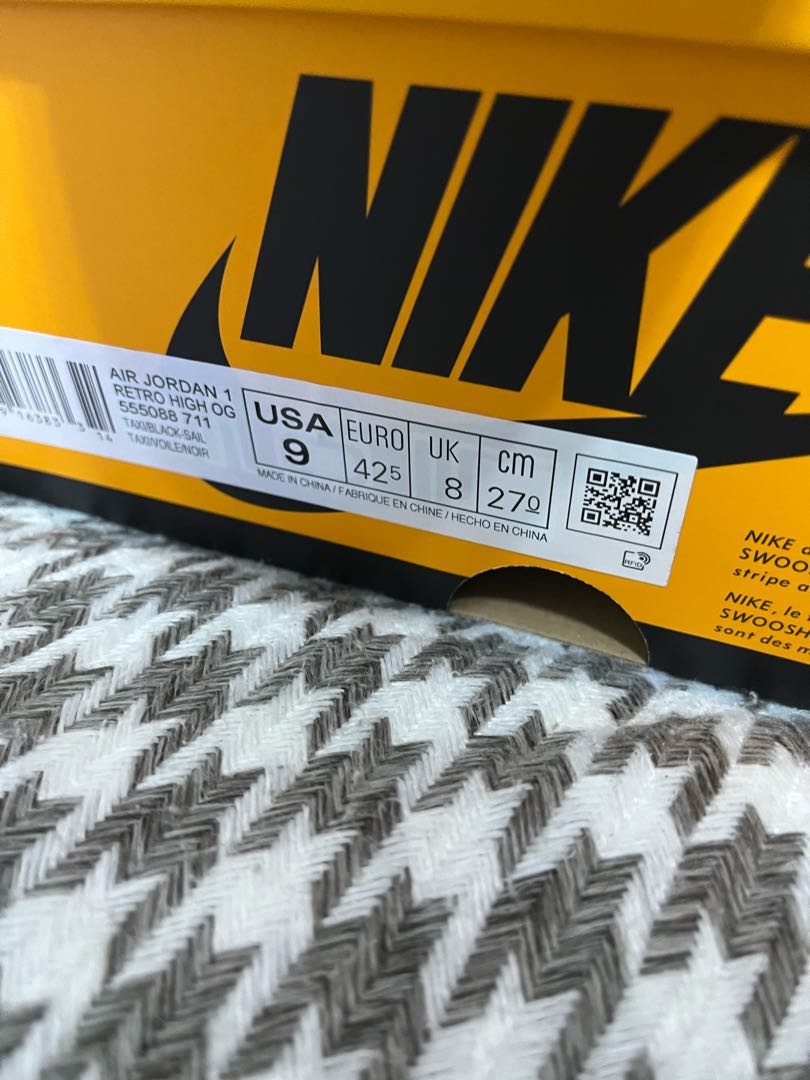 NIKE
AIR JORDAN 1
RETRO HIGH OG
555088 711
TAXI/BLACK-SAIL
TAXI/VOILE/NOIR
USA
9
EURO
42 5
UK
8
cm
27 0
MADE IN CHINA / FABRIQUE EN CHINE / HECHO EN CHINA
RFID
NIKE
SWOO
stripe a
NIKE, le
SWOOSH
sont des m